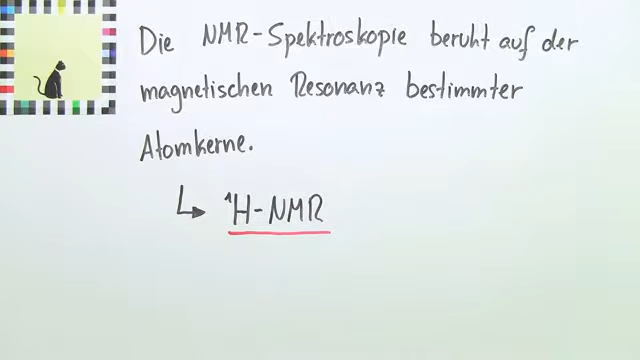 Die NMR-Spektroskopie beruht auf der
magnetischen Resonanz bestimmter
Atomkerne.
↳ ¹H-NMR